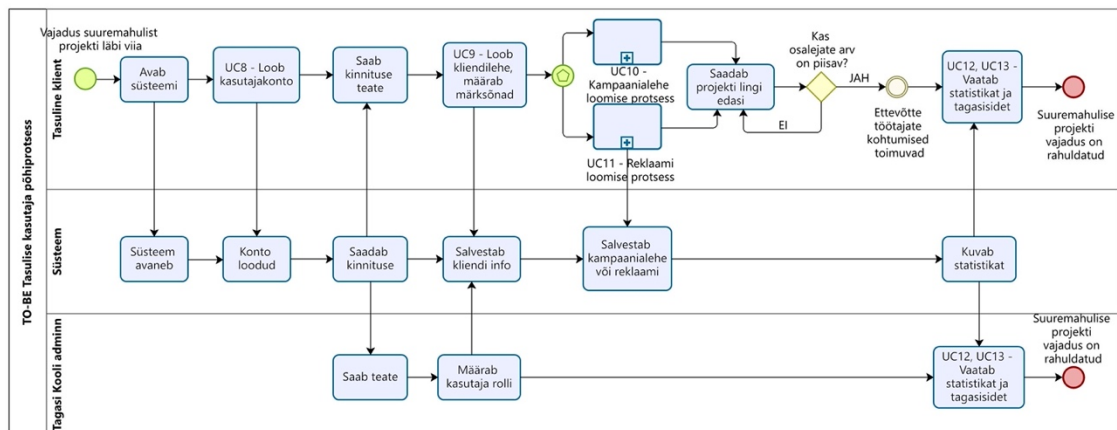 TO-BE Tasulise kasutaja põhiprotsess
Tasuline klient
Vajadus suuremahulist
projekti läbi viia
Avab
süsteemi
UC8 - Loob
kasutajakonto
Saab
kinnituse
teate
UC9 - Loob
kliendilehe,
määrab
märksõnad
UC10 -
Kampaanialehe
loomise protsess
UC11 - Reklaami
loomise protsess
Saadab
projekti lingi
edasi
Kas
osalejate arv
on piisav?
JAH
EI
Ettevõtte
töötajate
kohtumised
toimuvad
UC12, UC13 -
Vaatab
statistikat ja
tagasisidet
Suuremahulise
projekti
vajadus on
rahuldatud
Süsteem
Süsteem
avaneb
Konto
loodud
Saadab
kinnituse
Salvestab
kliendi info
Salvestab
kampaanialehe
või reklaami
Kuvab
statistikat
Tagasi Kooli adminn
Saab teate
Määrab
kasutaja rolli
UC12, UC13 -
Vaatab
statistikat ja
tagasisidet
Suuremahulise
projekti
vajadus on
rahuldatud